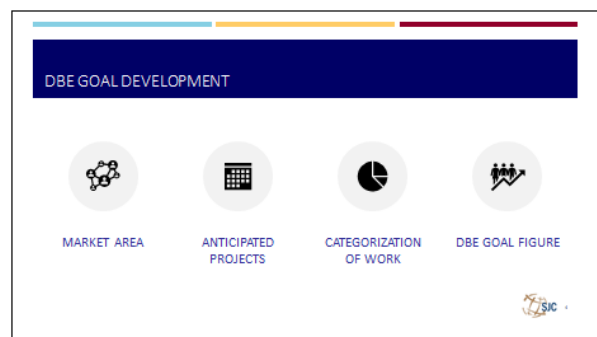 DBE GOAL DEVELOPMENT
MARKET AREA
ANTICIPATED
PROJECTS
CATEGORIZATION
OF WORK
DBE GOAL FIGURE
SJC